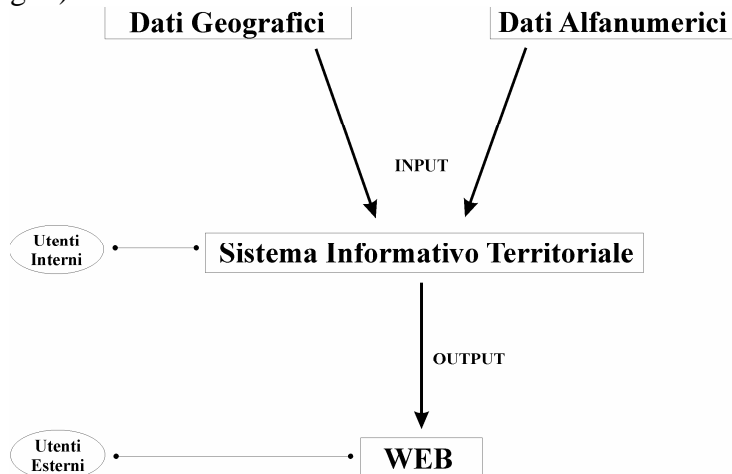 Dati Geografici
Dati Alfanumerici
INPUT
Utenti
Interni
Sistema Informativo Territoriale
OUTPUT
Utenti
Esterni
WEB